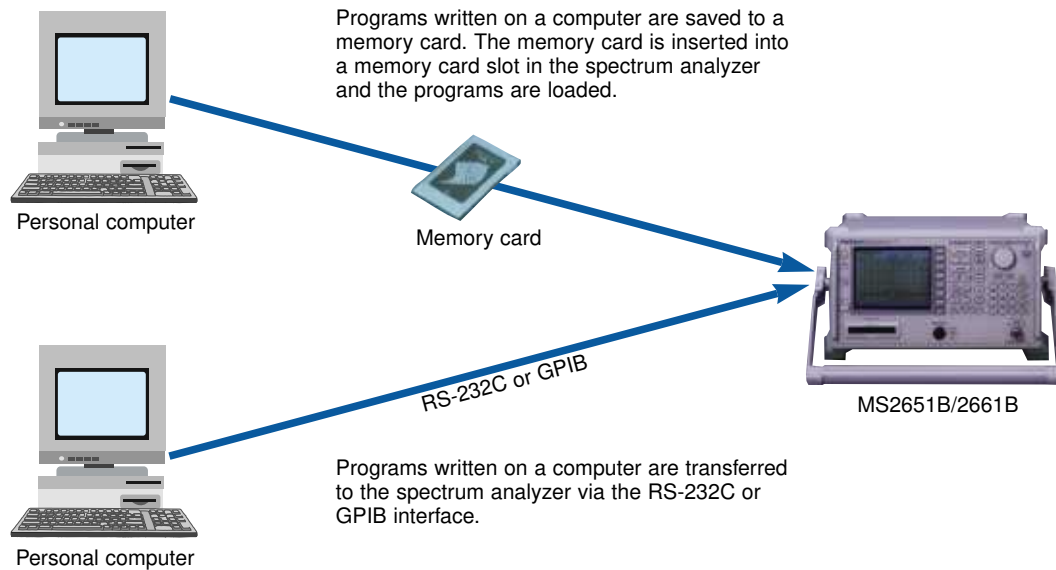 Programs written on a computer are saved to a
memory card. The memory card is inserted into
a memory card slot in the spectrum analyzer
and the programs are loaded.
Personal computer
Memory card
RS-232C or GPIB
MS2651B/2661B
Programs written on a computer are transferred
to the spectrum analyzer via the RS-232C or
GPIB interface.
Personal computer